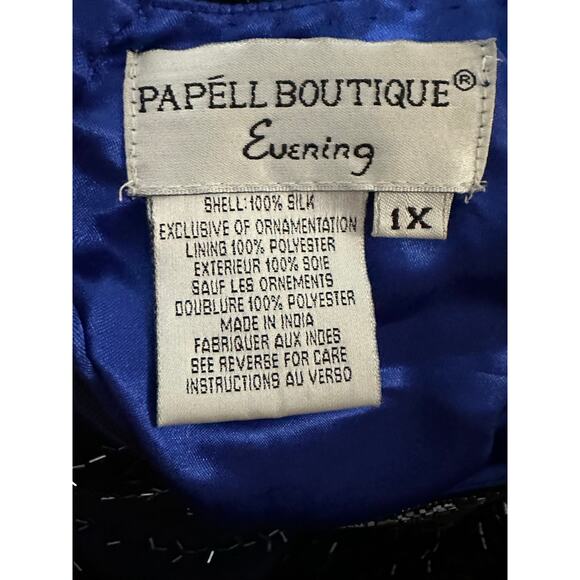 PAPÉLL BOUTIQUE®
Evening
1X
SHELL:100% SILK
EXCLUSIVE OF ORNAMENTATION
LINING 100% POLYESTER
EXTERIEUR 100% SOIE
SAUF LES ORNEMENTS
DOUBLURE 100% POLYESTER
MADE IN INDIA
FABRIQUER AUX INDES
SEE REVERSE FOR CARE
INSTRUCTIONS AU VERSO